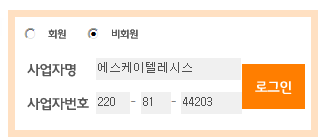 회원 비회원
사업자명 에스케이텔레시스
로그인
사업자번호 220 - 81 - 44203